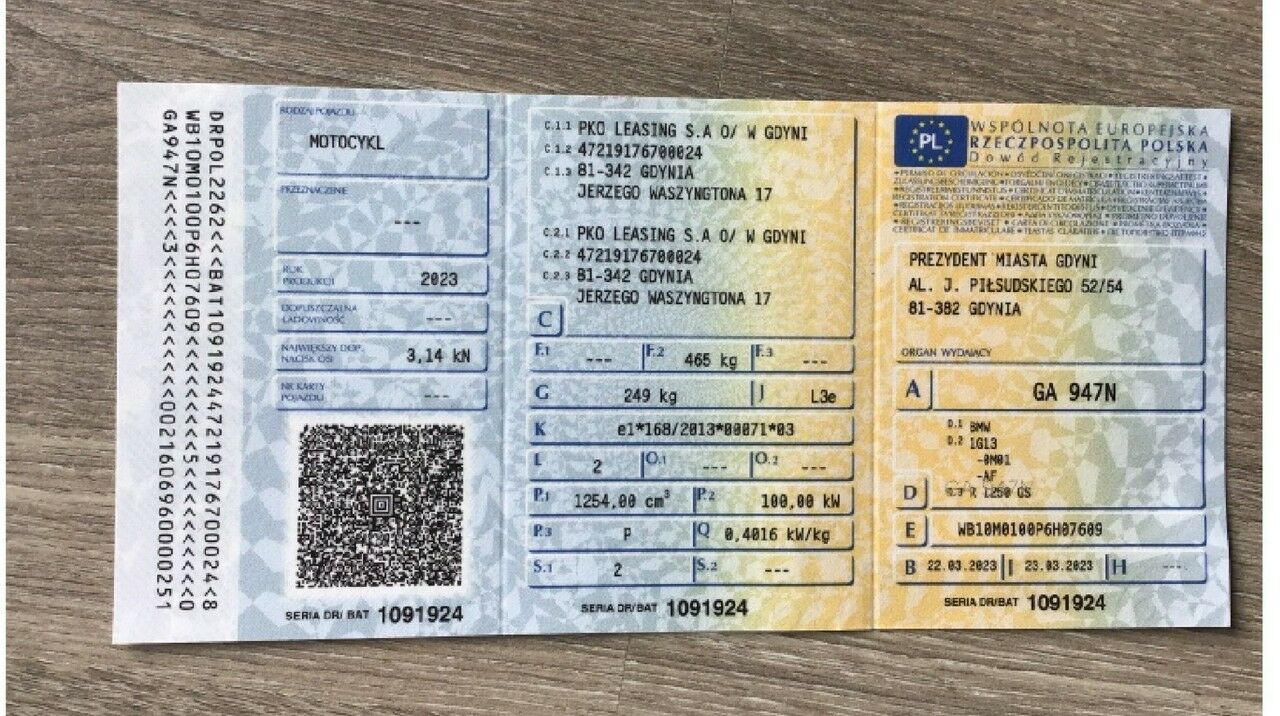 DRPOL2262<<BAT1091924472191767000​24<8
WB10M0100P6H07609<<<<<<<5<<<<<<<<0
GA947N<<<<3<<<<<<<<<<<002160696000​0251
RODZAJ POJAZDU
MOTOCYKL
PRZEZNACZENIE
---
ROK
PRODUKCJI
2023
DOPUSZCZALNA
ŁADOWNOŚĆ
---
NAJWIĘKSZY DOP.
NACISK OSI
3,14 kN
NR KARTY
POJAZDU
---
SERIA DR/ BAT 1091924
C.1.1 PKO LEASING S.A O/ W GDYNI
C.1.2 47219176700024
C.1.3 81-342 GDYNIA
JERZEGO WASZYNGTONA 17
C.2.1 PKO LEASING S.A O/ W GDYNI
C.2.2 47219176700024
C.2.3 81-342 GDYNIA
JERZEGO WASZYNGTONA 17
C
F.1 --- F.2 465 kg F.3 ---
G 249 kg J L3e
K e1*168/2013*00071*03
L 2 O.1 --- O.2 ---
P.1 1254,00 cm³ P.2 100,00 kW
P.3 P Q 0,4016 kW/kg
S.1 2 S.2 ---
SERIA DR/BAT 1091924
PL
WSPÓLNOTA EUROPEJSKA
RZECZPOSPOLITA POLSKA
Dowód Rejestracyjny
PREZYDENT MIASTA GDYNI
AL. J. PIŁSUDSKIEGO 52/54
81-382 GDYNIA
ORGAN WYDAJĄCY
A GA 947N
D.1 BMW
D.2 1G13
-0M01
-AF
D D.3 R 1250 GS
E WB10M0100P6H07609
B 22.03.2023 I 23.03.2023 H ---
SERIA DR/BAT 1091924